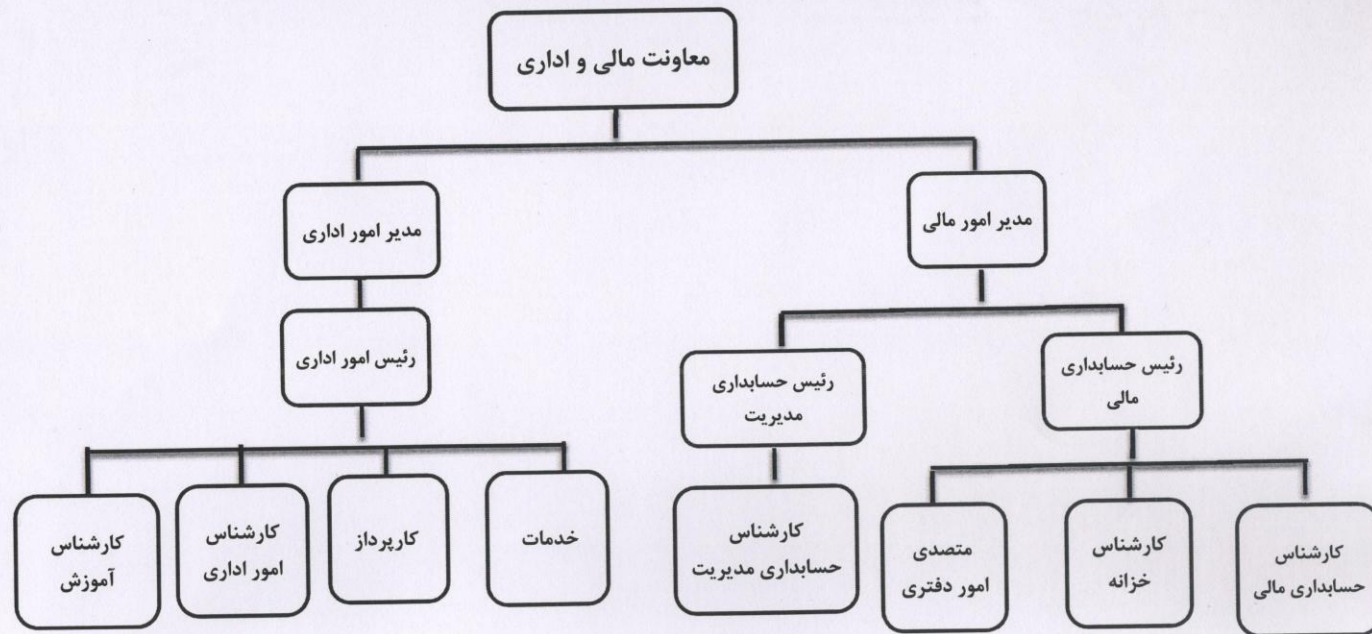 معاونت مالی و اداری
مدیر امور مالی
مدیر امور اداری
رئیس حسابداری
مالی
رئیس حسابداری
مدیریت
رئیس امور اداری
کارشناس
حسابداری مالی
کارشناس
خزانه
متصدی
امور دفتری
کارشناس
حسابداری مدیریت
خدمات
کارپرداز
کارشناس
امور اداری
کارشناس
آموزش